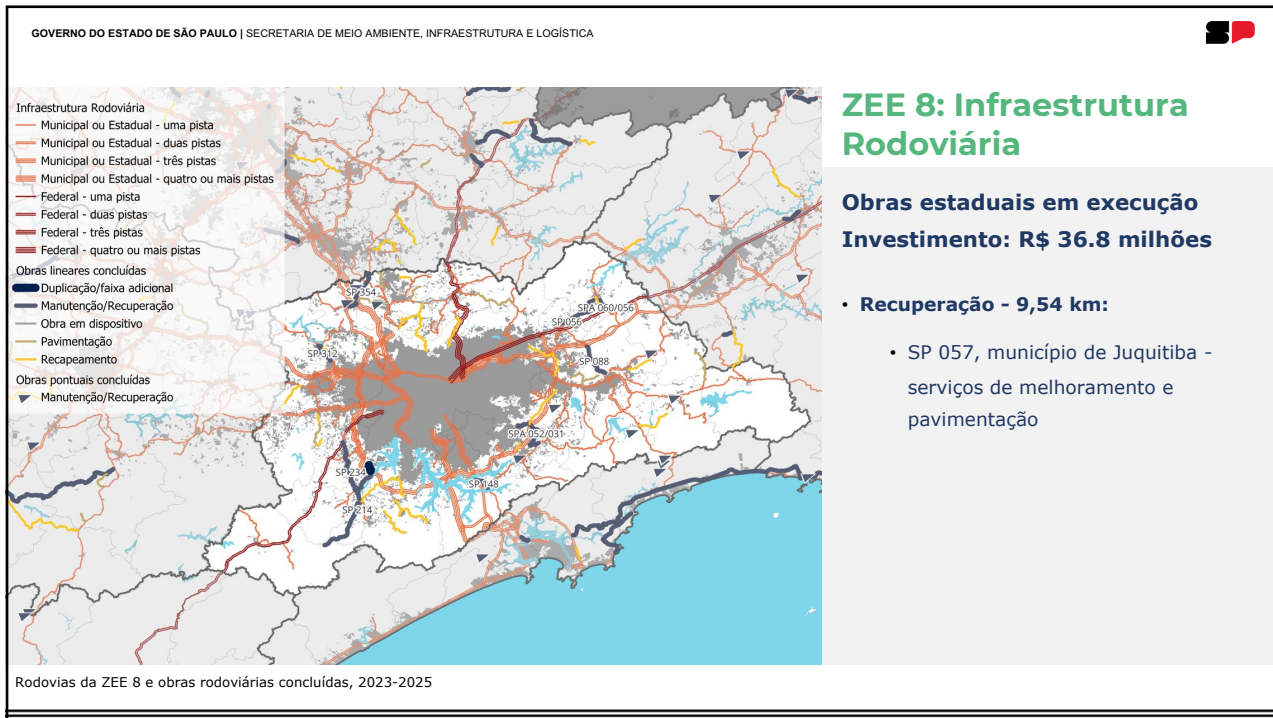 GOVERNO DO ESTADO DE SÃO PAULO | SECRETARIA DE MEIO AMBIENTE, INFRAESTRUTURA E LOGÍSTICA
SP
Infraestrutura Rodoviária
Municipal ou Estadual - uma pista
Municipal ou Estadual - duas pistas
Municipal ou Estadual - três pistas
Municipal ou Estadual - quatro ou mais pistas
Federal - uma pista
Federal - duas pistas
Federal - três pistas
Federal - quatro ou mais pistas
Obras lineares concluídas
Duplicação/faixa adicional
Manutenção/Recuperação
Obra em dispositivo
Pavimentação
Recapeamento
Obras pontuais concluídas
Manutenção/Recuperação
SP 354
SPA 060/056
SP 056
SP 312
SP 088
SPA 052/031
SP 234
SP 148
SP 214
ZEE 8: Infraestrutura
Rodoviária
Obras estaduais em execução
Investimento: R$ 36.8 milhões
• Recuperação - 9,54 km:
• SP 057, município de Juquitiba -
serviços de melhoramento e
pavimentação
Rodovias da ZEE 8 e obras rodoviárias concluídas, 2023-2025